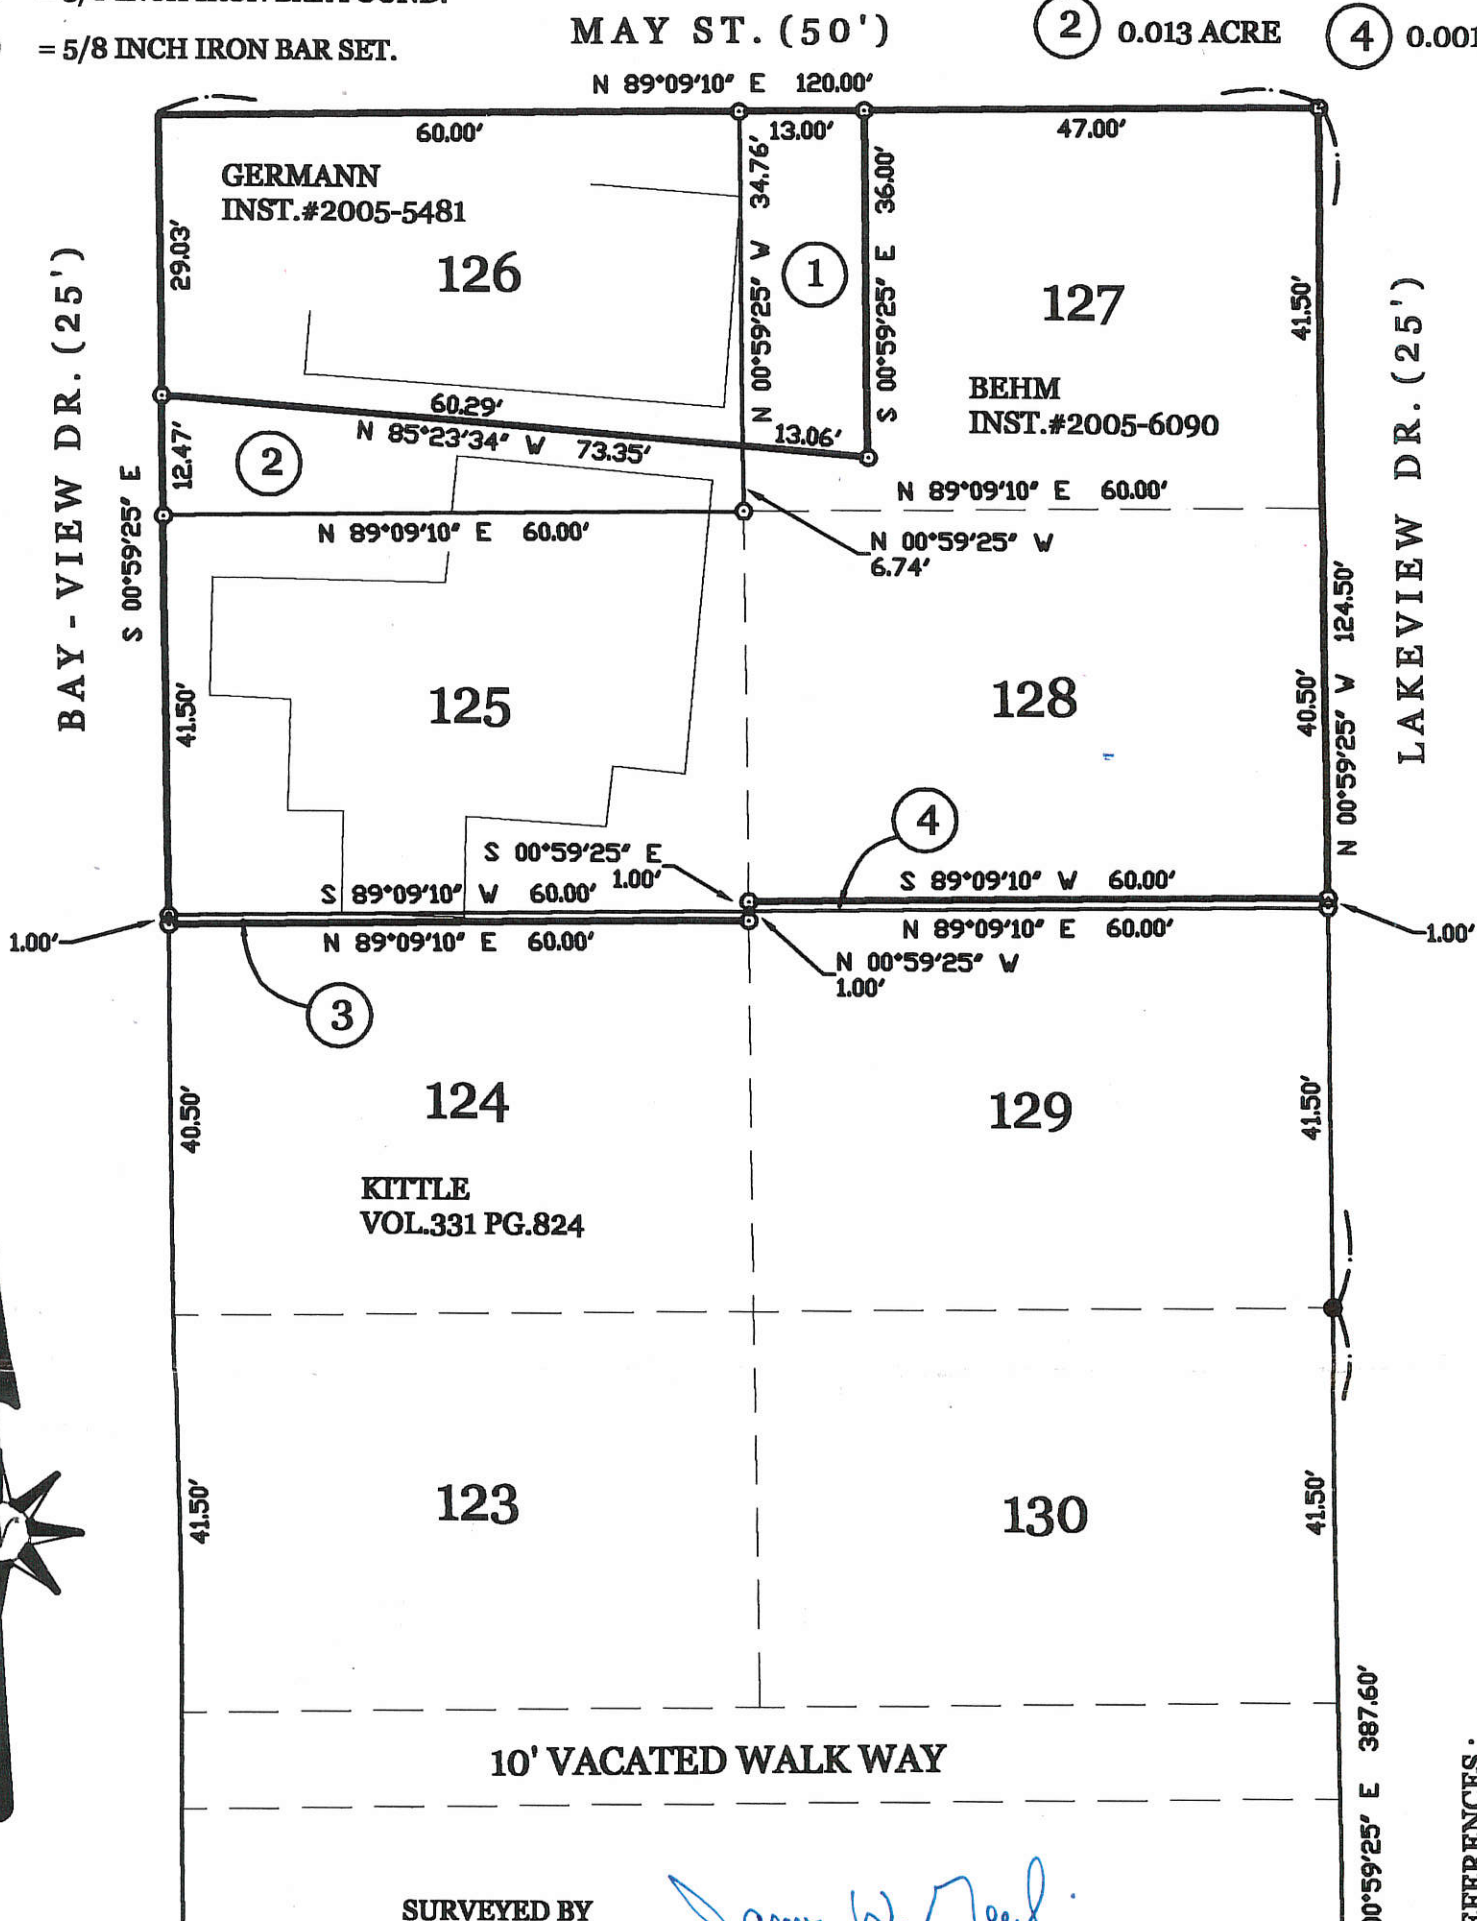 = 5/8 INCH IRON BAR SET.
MAY ST. (50')
2 0.013 ACRE
4 0.001
N 89°09'10" E 120.00'
60.00'
13.00'
47.00'
GERMANN
INST.#2005-5481
29.03'
N 00°59'25" W 34.76'
S 00°59'25" E 36.00'
126
1
127
41.50'
BAY - VIEW DR. (25')
LAKEVIEW DR. (25')
BEHM
INST.#2005-6090
60.29'
N 85°23'34" W 73.35'
13.06'
12.47'
2
S 00°59'25" E
N 89°09'10" E 60.00'
N 89°09'10" E 60.00'
N 00°59'25" W
6.74'
41.50'
125
128
40.50'
N 00°59'25" W 124.50'
4
S 00°59'25" E
1.00'
S 89°09'10" W 60.00'
S 89°09'10" W 60.00'
1.00'
N 89°09'10" E 60.00'
N 89°09'10" E 60.00'
1.00'
N 00°59'25" W
1.00'
3
40.50'
124
129
41.50'
KITTLE
VOL.331 PG.824
41.50'
123
130
41.50'
10' VACATED WALK WAY
00°59'25" E 387.60'
SURVEYED BY